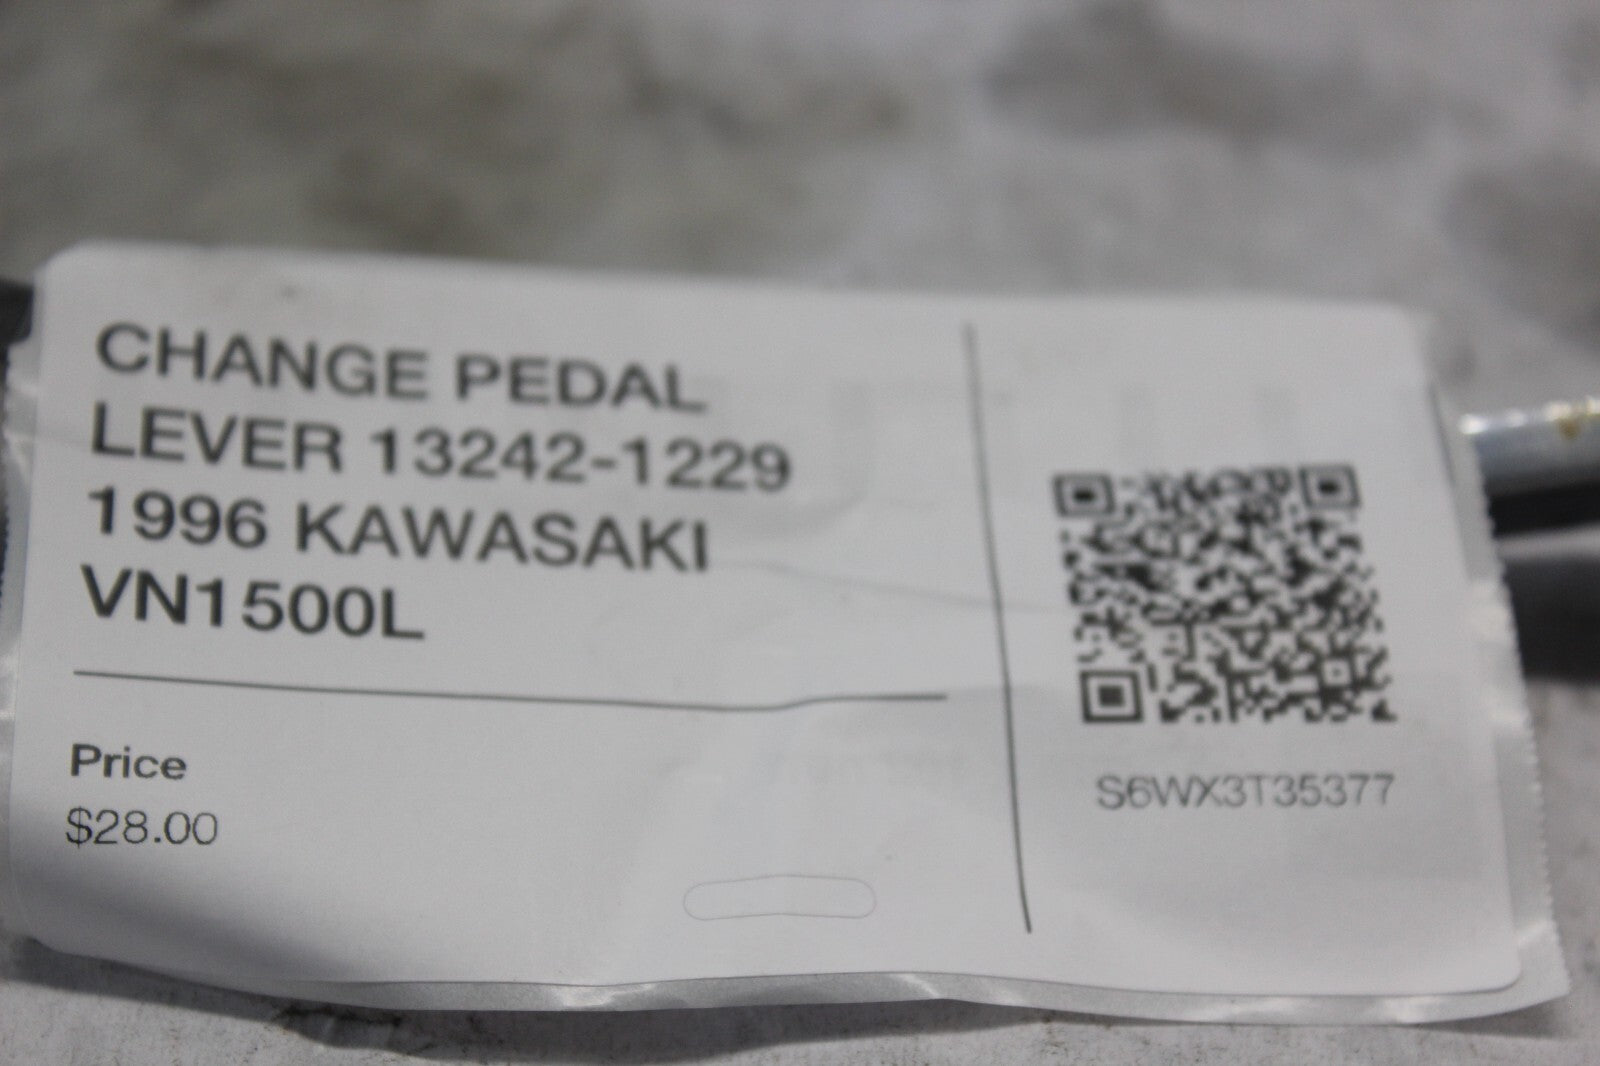 CHANGE PEDAL
LEVER 13242-1229
1996 KAWASAKI
VN1500L
Price
$28.00
S6WX3T35377